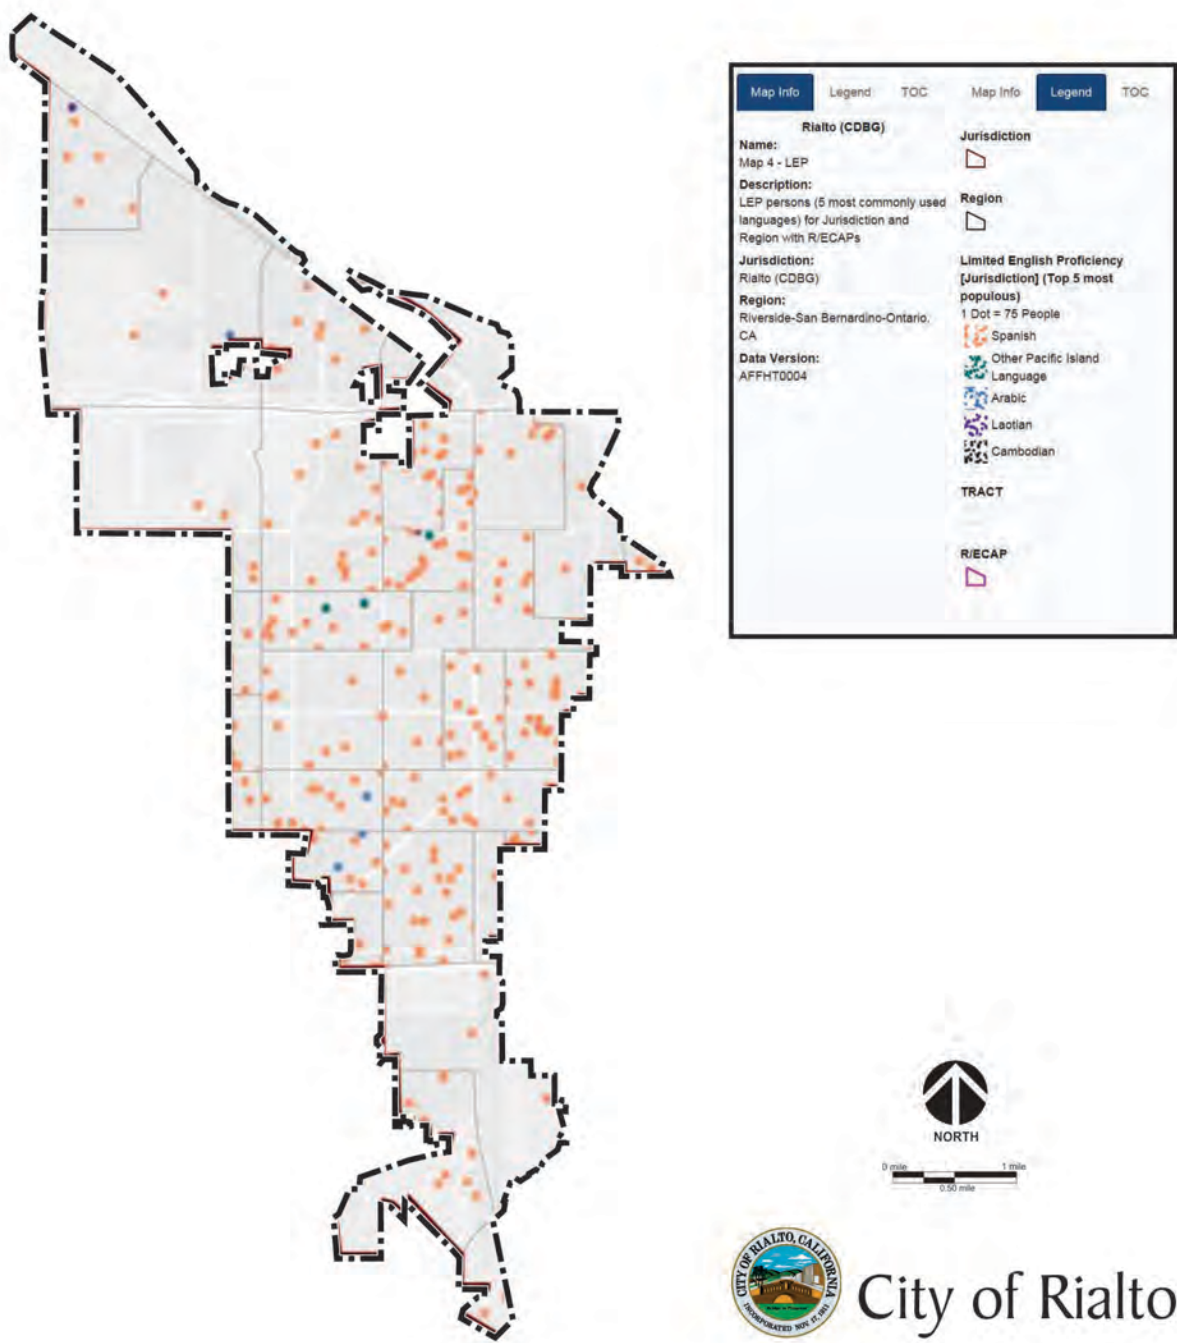 Map Info Legend TOC
Rialto (CDBG)
Name:
Map 4 - LEP
Description:
LEP persons (5 most commonly used
languages) for Jurisdiction and
Region with R/ECAPs
Jurisdiction:
Rialto (CDBG)
Region:
Riverside-San Bernardino-Ontario,
CA
Data Version:
AFFHT0004
Map Info Legend TOC
Jurisdiction
Region
Limited English Proficiency
[Jurisdiction] (Top 5 most
populous)
1 Dot = 75 People
Spanish
Other Pacific Island
Language
Arabic
Laotian
Cambodian
TRACT
R/ECAP
NORTH
0 mile 1 mile
0.50 mile
CITY OF RIALTO, CALIFORNIA
INCORPORATED NOV. 17, 1911
City of Rialto